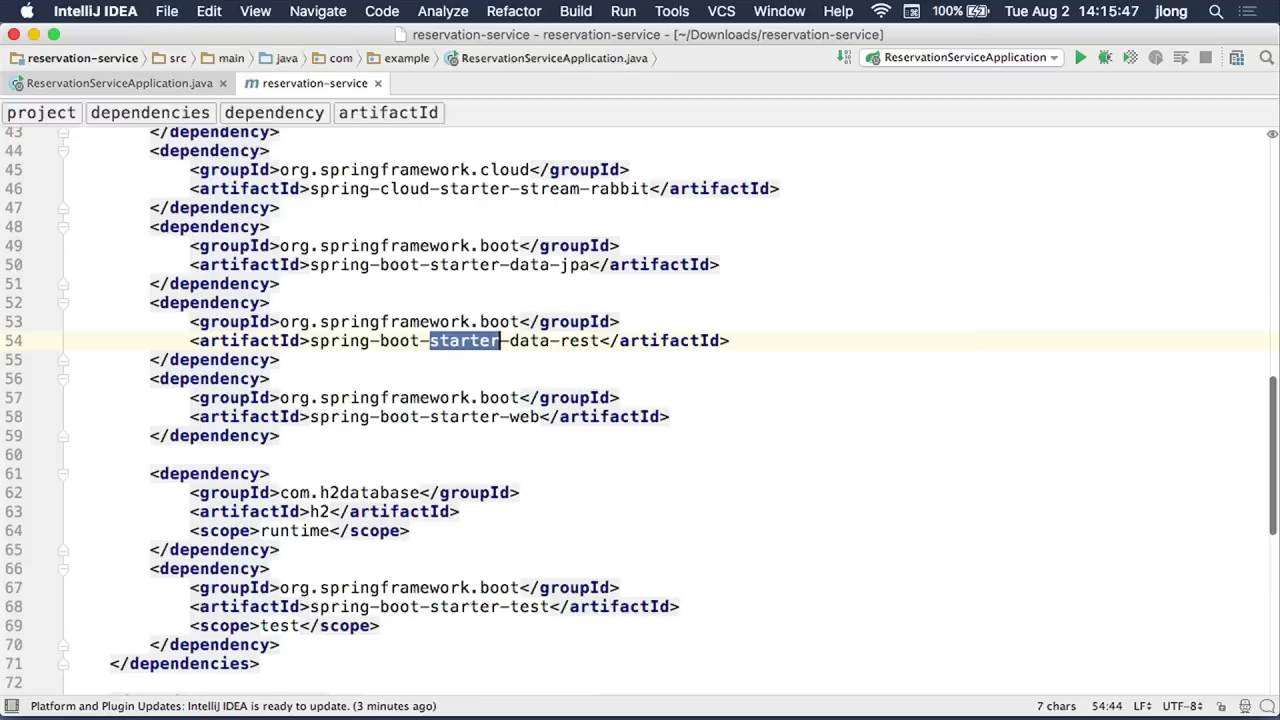 IntelliJ IDEA File Edit View Navigate Code Analyze Refactor Build Run Tools VCS Window Help 100% Tue Aug 2 14:15:47 jlong
reservation-service - reservation-service - [~/Downloads/reservation-service]
reservation-service src main java com example ReservationServiceApplication.java ReservationServiceApplication
ReservationServiceApplication.java × m reservation-service ×
project dependencies dependency artifactId
43 </dependency>
44 <dependency>
45 <groupId>org.springframework.cloud</groupId>
46 <artifactId>spring-cloud-starter-stream-rabbit</artifactId>
47 </dependency>
48 <dependency>
49 <groupId>org.springframework.boot</groupId>
50 <artifactId>spring-boot-starter-data-jpa</artifactId>
51 </dependency>
52 <dependency>
53 <groupId>org.springframework.boot</groupId>
54 <artifactId>spring-boot-starter-data-rest</artifactId>
55 </dependency>
56 <dependency>
57 <groupId>org.springframework.boot</groupId>
58 <artifactId>spring-boot-starter-web</artifactId>
59 </dependency>
60
61 <dependency>
62 <groupId>com.h2database</groupId>
63 <artifactId>h2</artifactId>
64 <scope>runtime</scope>
65 </dependency>
66 <dependency>
67 <groupId>org.springframework.boot</groupId>
68 <artifactId>spring-boot-starter-test</artifactId>
69 <scope>test</scope>
70 </dependency>
71 </dependencies>
72
Platform and Plugin Updates: IntelliJ IDEA is ready to update. (3 minutes ago) 7 chars 54:44 LF UTF-8